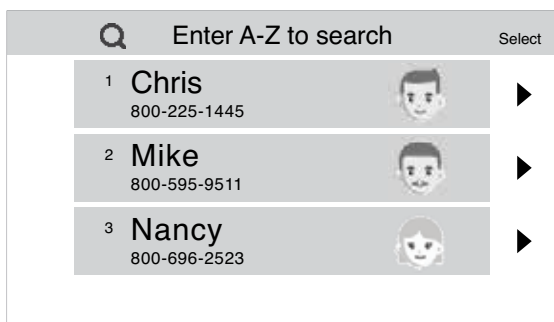 Enter A-Z to search
Select
1 Chris
800-225-1445
2 Mike
800-595-9511
3 Nancy
800-696-2523